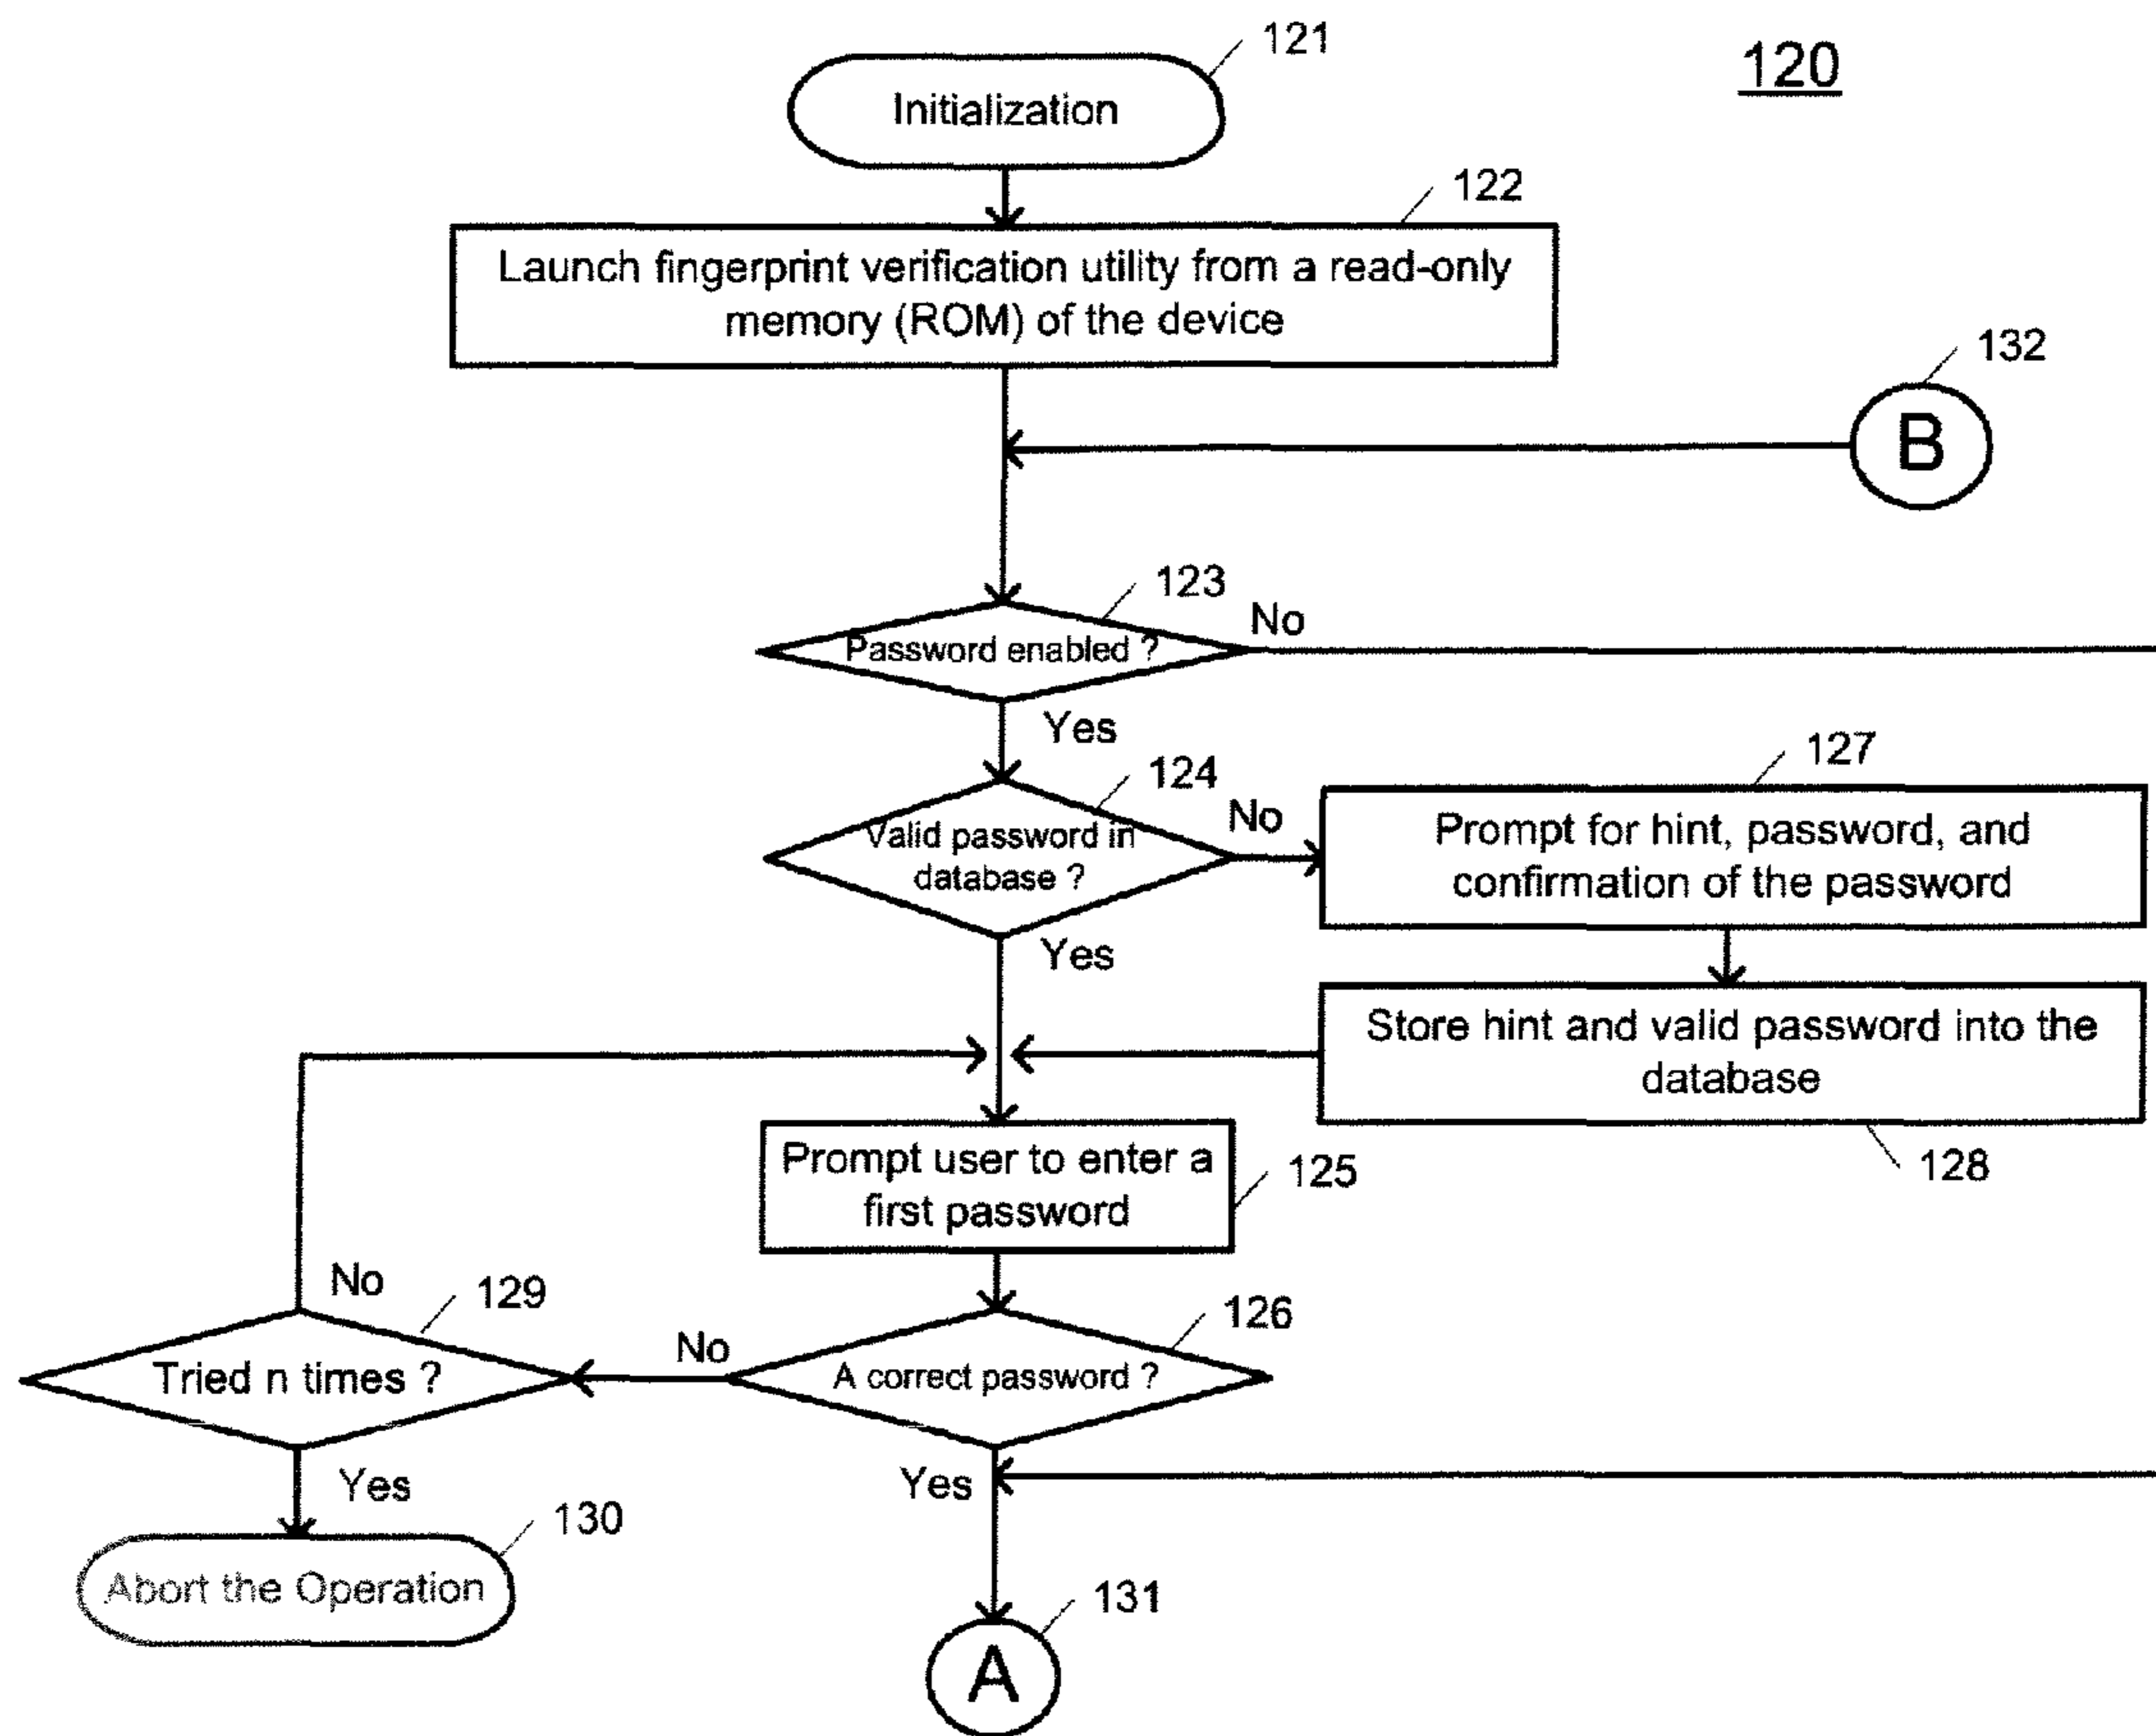 120
121
Initialization
122
Launch fingerprint verification utility from a read-only
memory (ROM) of the device
132
B
123
Password enabled ?
No
Yes
124
Valid password in
database ?
No
127
Prompt for hint, password, and
confirmation of the password
Yes
Store hint and valid password into the
database
128
Prompt user to enter a
first password
125
No
129
Tried n times ?
No
126
A correct password ?
Yes
Yes
130
Abort the Operation
131
A